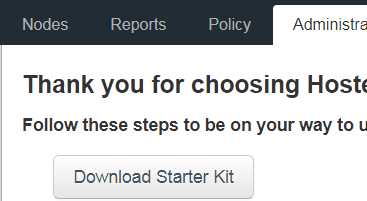 Nodes Reports Policy Administra
Thank you for choosing Hoste
Follow these steps to be on your way to u
Download Starter Kit